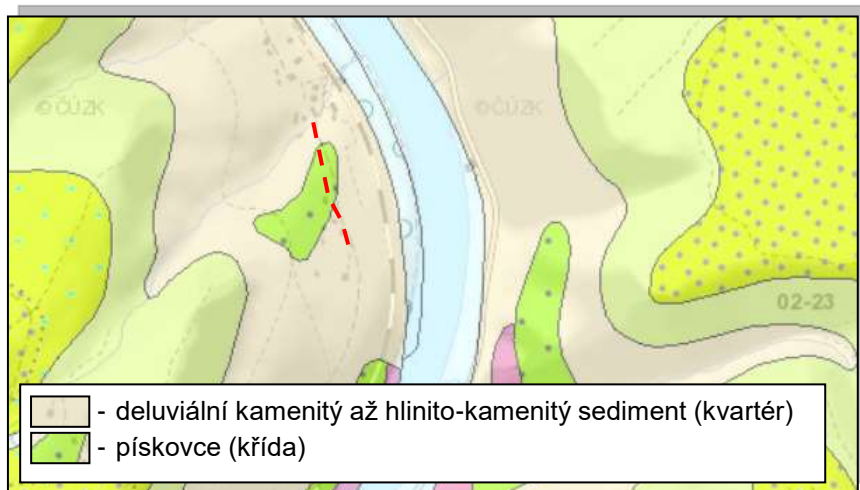 ©ČÚZK ©ČÚZK
02-23
- deluviální kamenitý až hlinito-kamenitý sediment (kvartér)
- pískovce (křída)